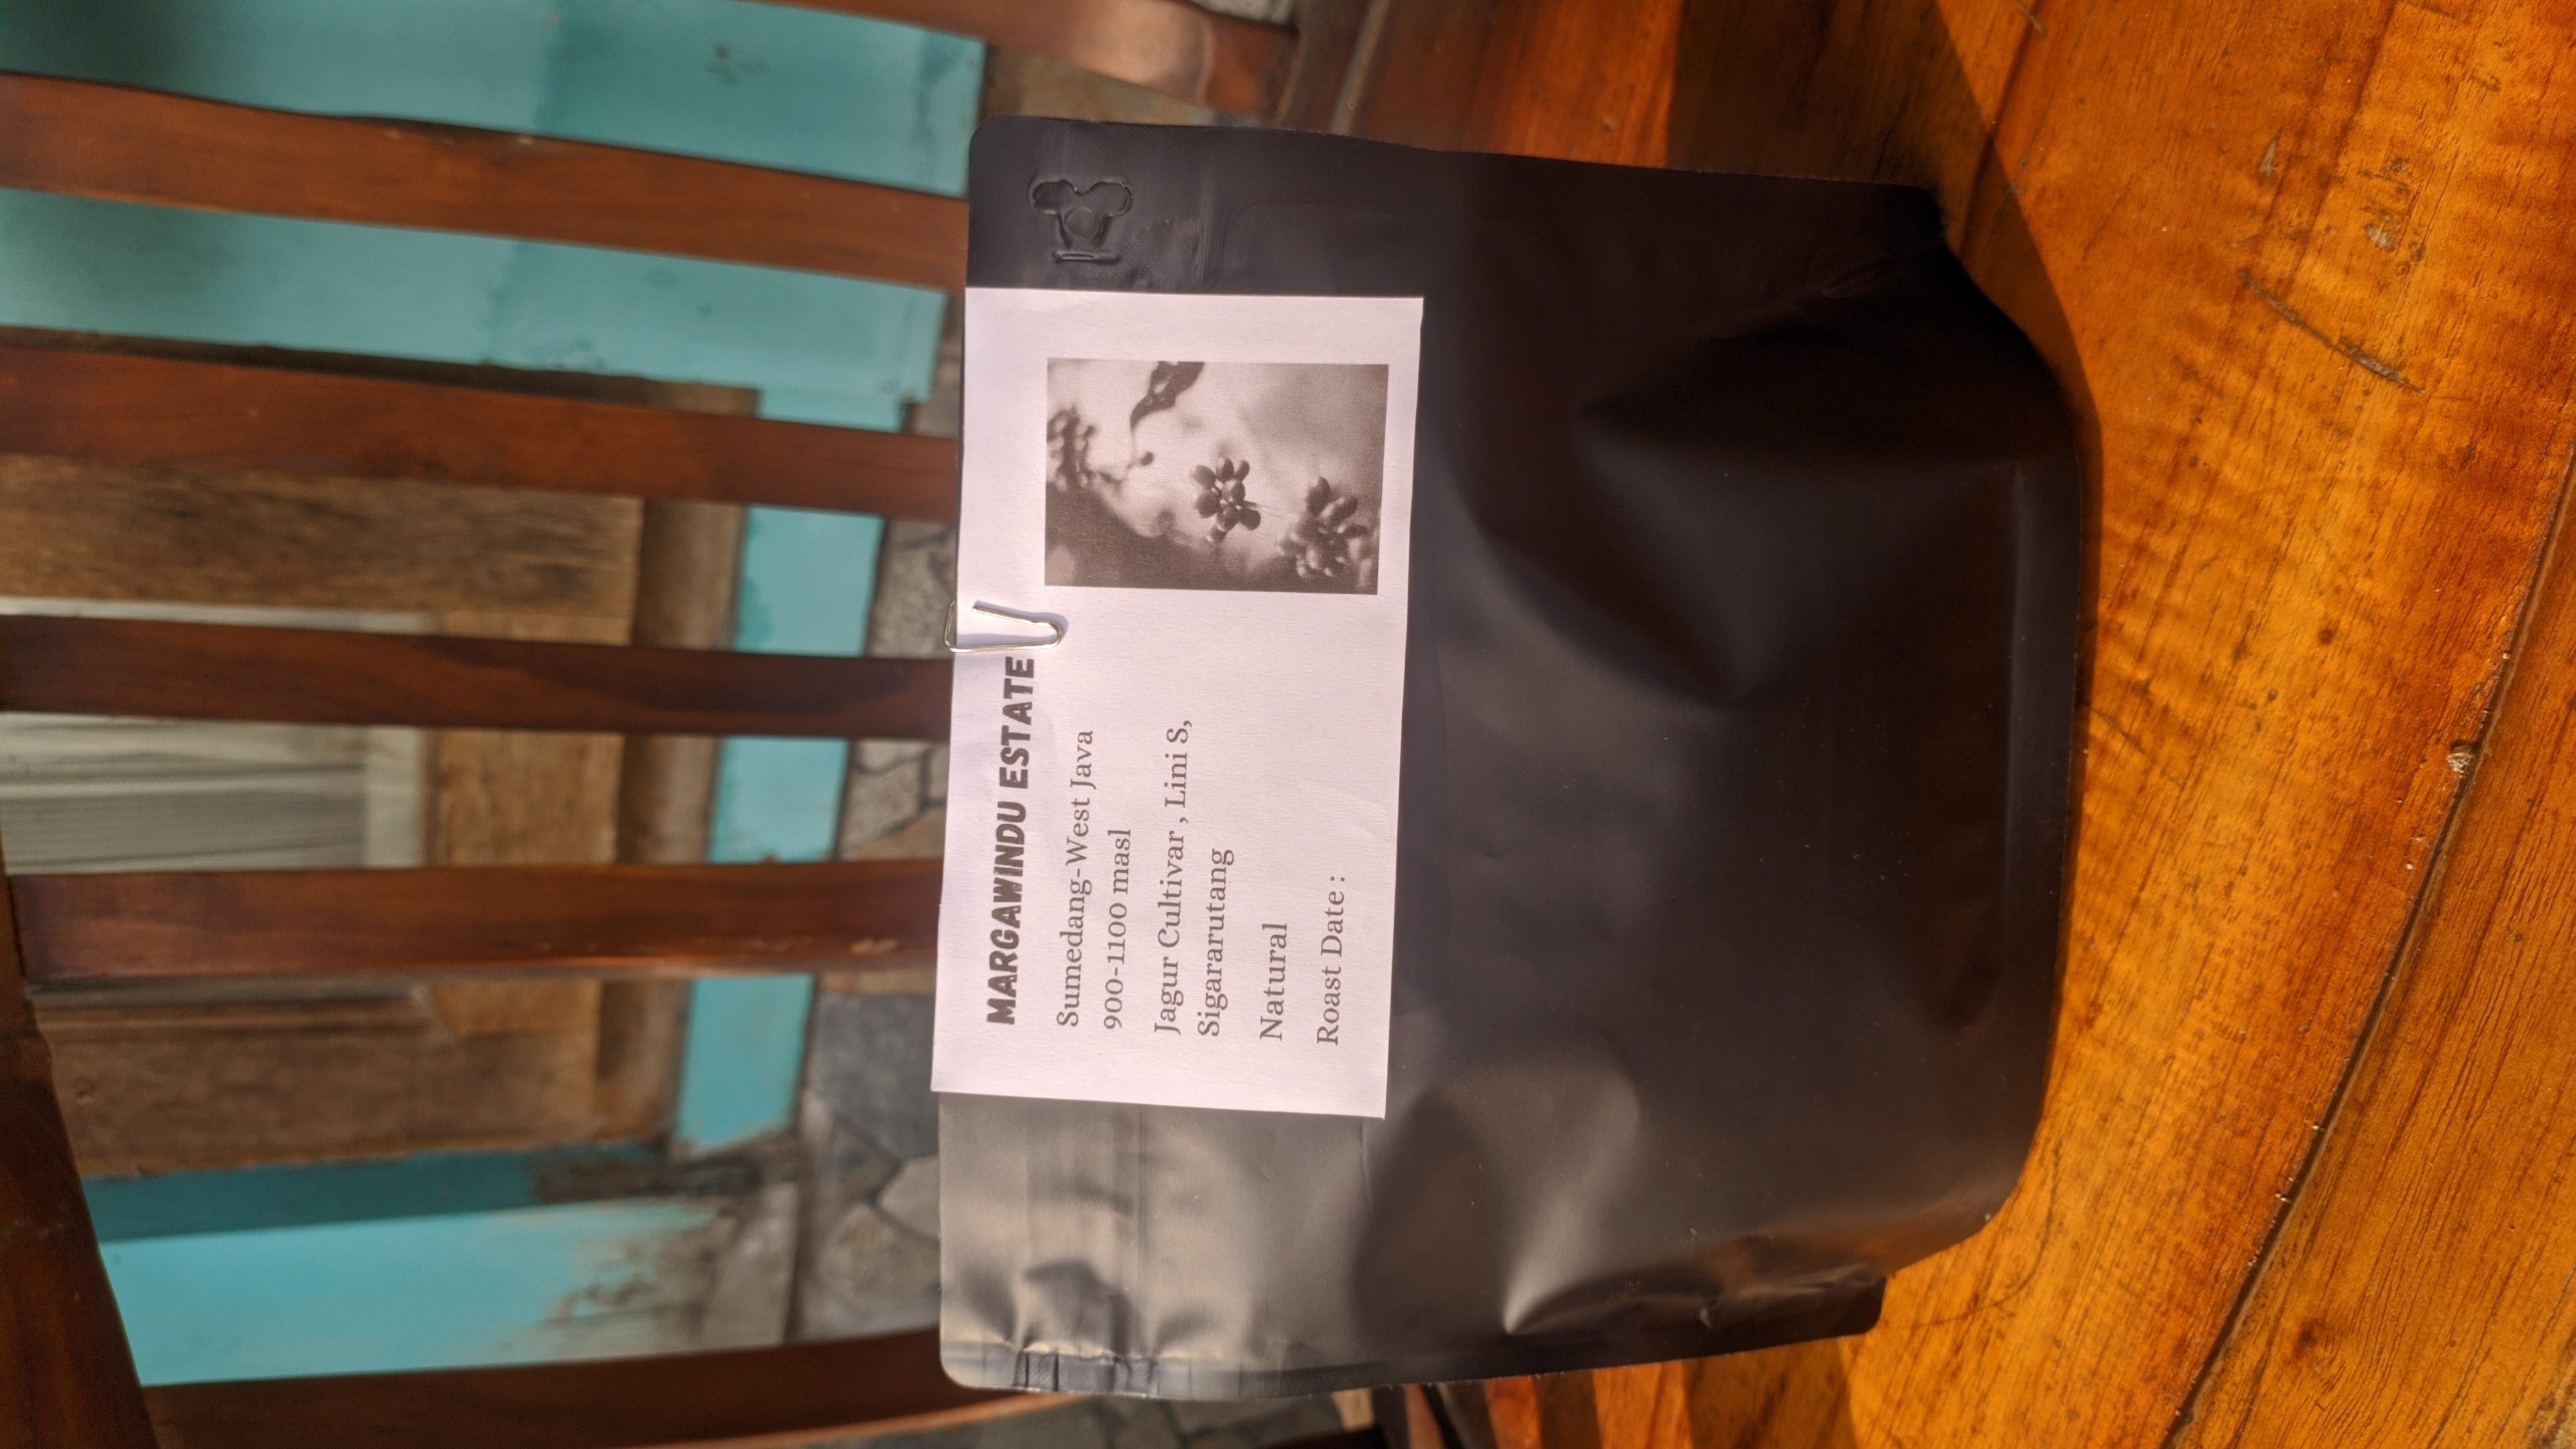 MARGAWINDU ESTATE
Sumedang-West Java
900-1100 masl
Jagur Cultivar , Lini S,
Sigararutang
Natural
Roast Date :